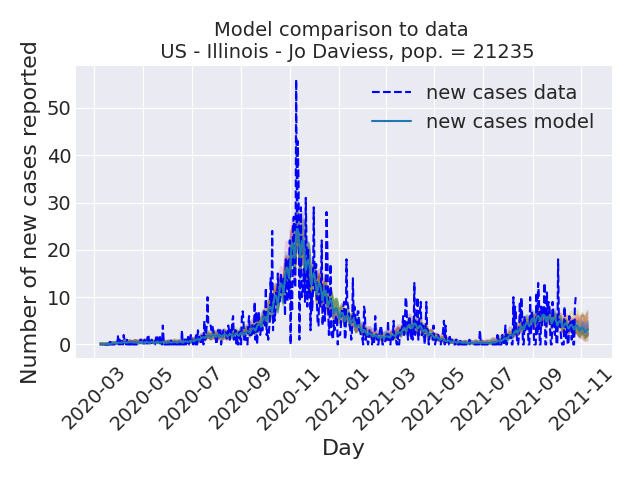 Model comparison to data
US - Illinois - Jo Daviess, pop. = 21235
new cases data
new cases model
Number of new cases reported
50
40
30
20
10
0
2020-03
2020-05
2020-07
2020-09
2020-11
2021-01
2021-03
2021-05
2021-07
2021-09
2021-11
Day